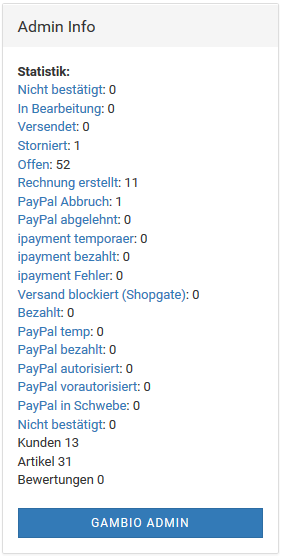 Admin Info
Statistik:
Nicht bestätigt: 0
In Bearbeitung: 0
Versendet: 0
Storniert: 1
Offen: 52
Rechnung erstellt: 11
PayPal Abbruch: 1
PayPal abgelehnt: 0
ipayment temporaer: 0
ipayment bezahlt: 0
ipayment Fehler: 0
Versand blockiert (Shopgate): 0
Bezahlt: 0
PayPal temp: 0
PayPal bezahlt: 0
PayPal autorisiert: 0
PayPal vorautorisiert: 0
PayPal in Schwebe: 0
Nicht bestätigt: 0
Kunden 13
Artikel 31
Bewertungen 0
GAMBIO ADMIN